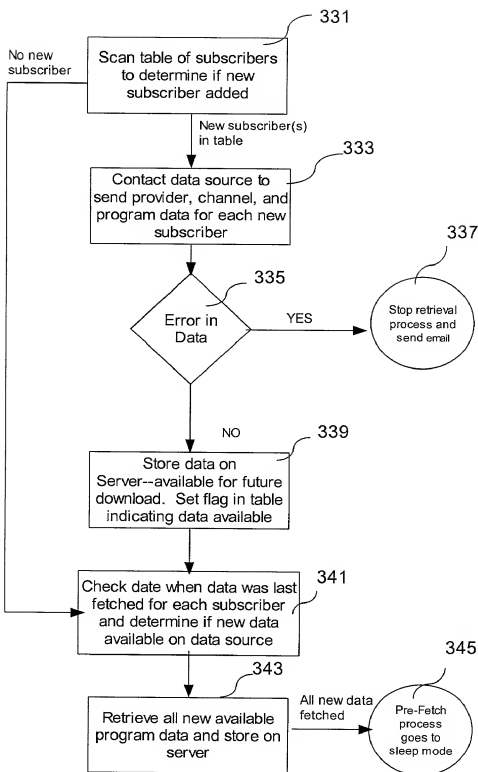 331
No new
subscriber
Scan table of subscribers
to determine if new
subscriber added
New subscriber(s)
in table
333
Contact data source to
send provider, channel, and
program data for each new
subscriber
337
335
Error in
Data
YES
Stop retrieval
process and
send email
NO
339
Store data on
Server--available for future
download. Set flag in table
indicating data available
341
Check date when data was last
fetched for each subscriber
and determine if new data
available on data source
343
345
Retrieve all new available
program data and store on
server
All new data
fetched
Pre-Fetch
process
goes to
sleep mode